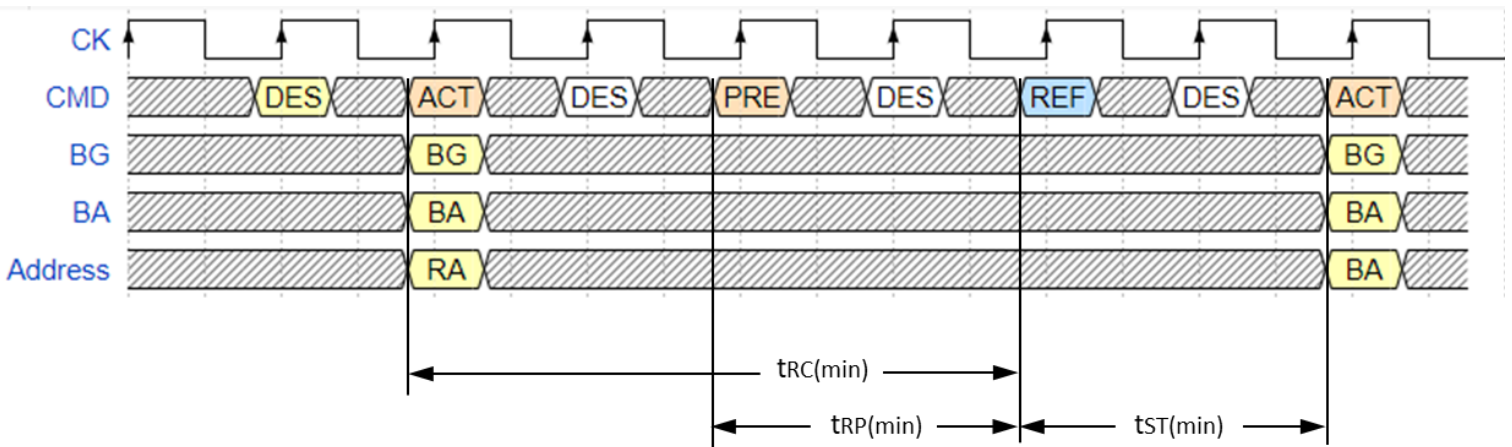 CK
CMD DES ACT DES PRE DES REF DES ACT
BG BG BG
BA BA BA
Address RA BA
tRC(min)
tRP(min) tST(min)